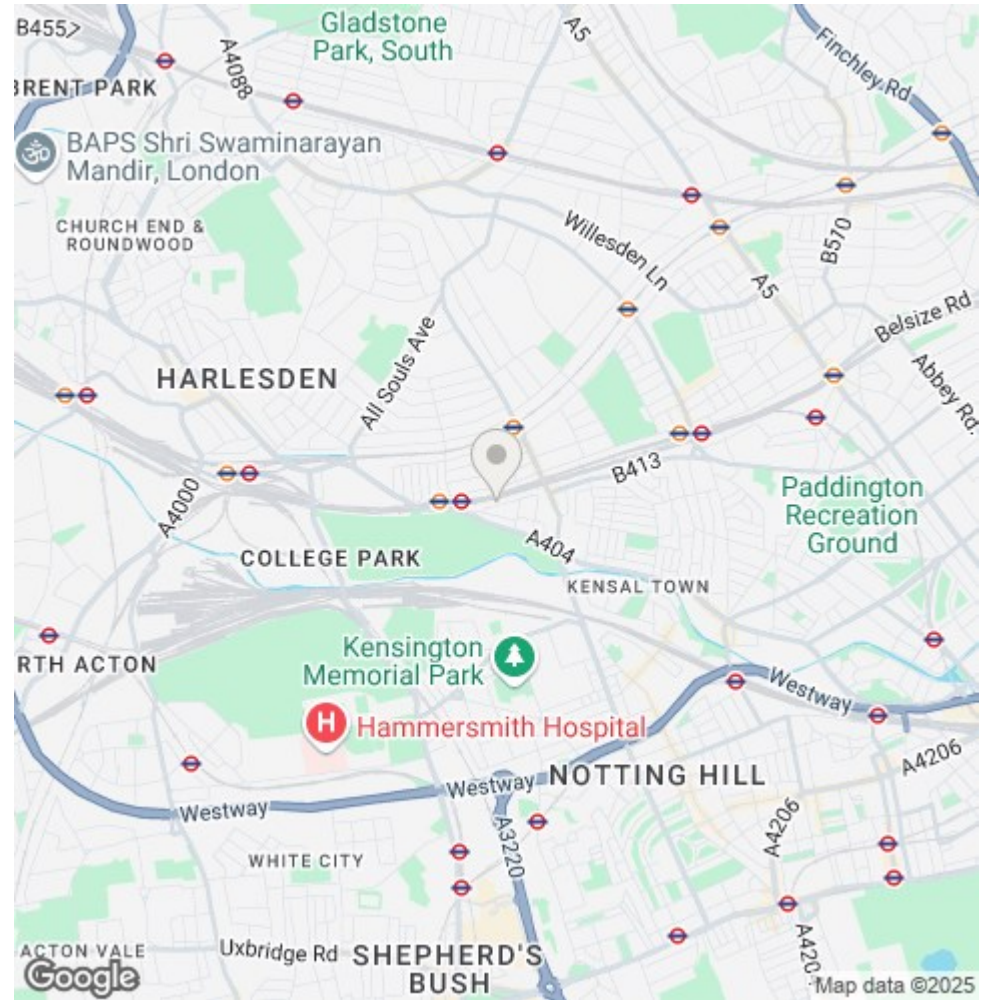 B455
Gladstone
Park, South
A5
A4088
Finchley Rd
BRENT PARK
BAPS Shri Swaminarayan
Mandir, London
CHURCH END &
ROUNDWOOD
Willesden Ln
B510
A5
Belsize Rd
All Souls Ave
HARLESDEN
Abbey Rd.
B413
A4000
Paddington
Recreation
Ground
A404
COLLEGE PARK
KENSAL TOWN
Kensington
Memorial Park
RTH ACTON
Westway
H
Hammersmith Hospital
A4206
NOTTING HILL
Westway
Westway
A3220
A4206
WHITE CITY
ACTON VALE
Uxbridge Rd
SHEPHERD'S
BUSH
A420
Google
Map data ©2025